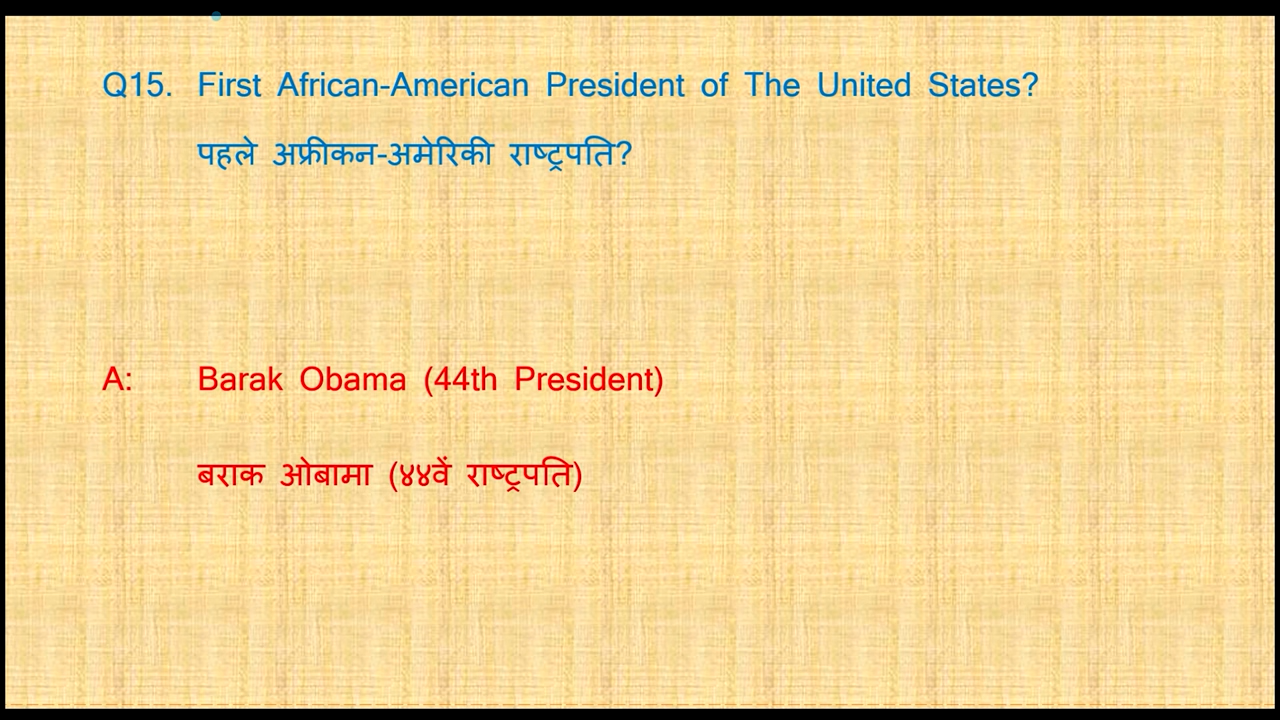 Q15. First African-American President of The United States?
पहले अफ्रीकन-अमेरिकी राष्ट्रपति?
A: Barak Obama (44th President)
बराक ओबामा (४४वें राष्ट्रपति)